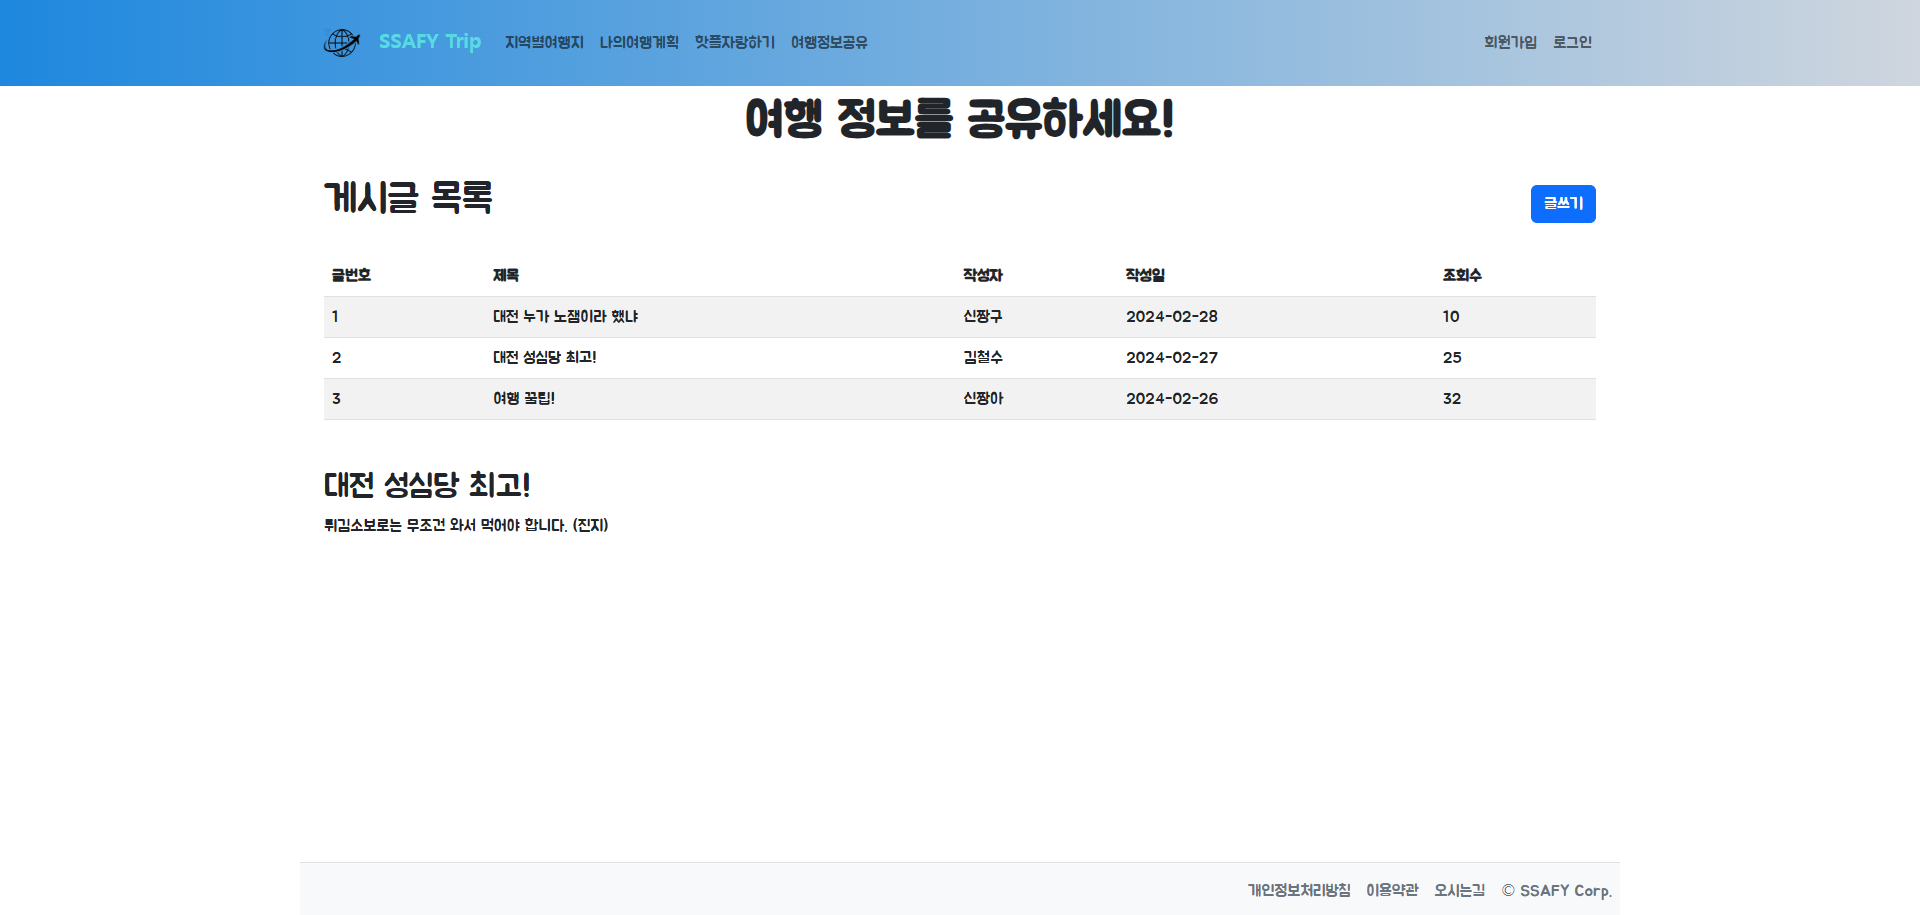 SSAFY Trip 지역별여행지 나의여행계획 핫플자랑하기 여행정보공유 회원가입 로그인
여행 정보를 공유하세요!
게시글 목록
글쓰기
글번호 제목 작성자 작성일 조회수
1 대전 누가 노잼이라 했냐 신짱구 2024-02-28 10
2 대전 성심당 최고! 김철수 2024-02-27 25
3 여행 꿀팁! 신짱아 2024-02-26 32
대전 성심당 최고!
튀김소보로는 무조건 와서 먹어야 합니다. (진지)
개인정보처리방침 이용약관 오시는길 © SSAFY Corp.